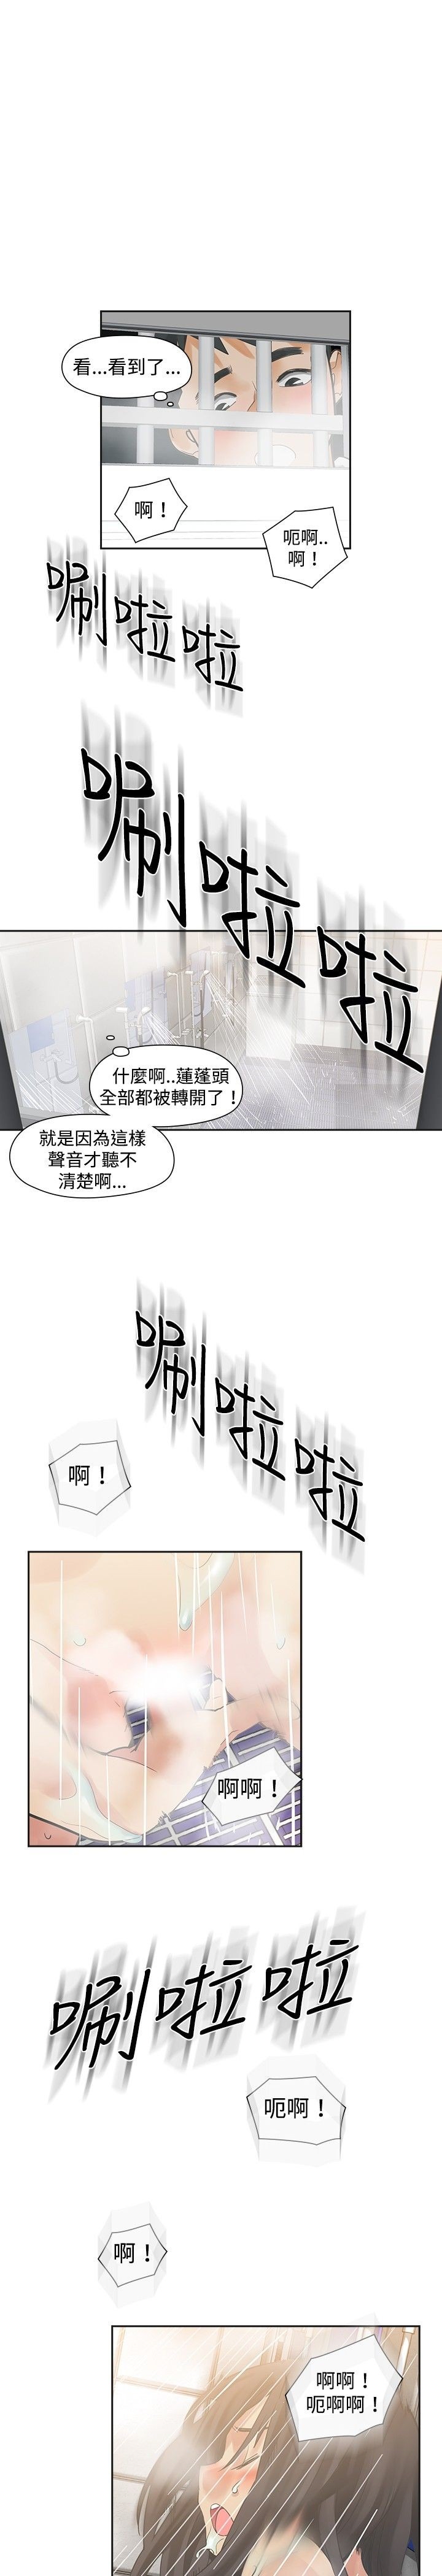 看...看到了...
啊！
呃啊..
啊！
唰啦啦
唰啦啦
什麼啊..蓮蓬頭
全部都被轉開了！
就是因為這樣
聲音才聽不
清楚啊...
唰啦啦
啊！
啊啊！
唰啦啦
呃啊！
啊！
啊啊！
呃啊啊！